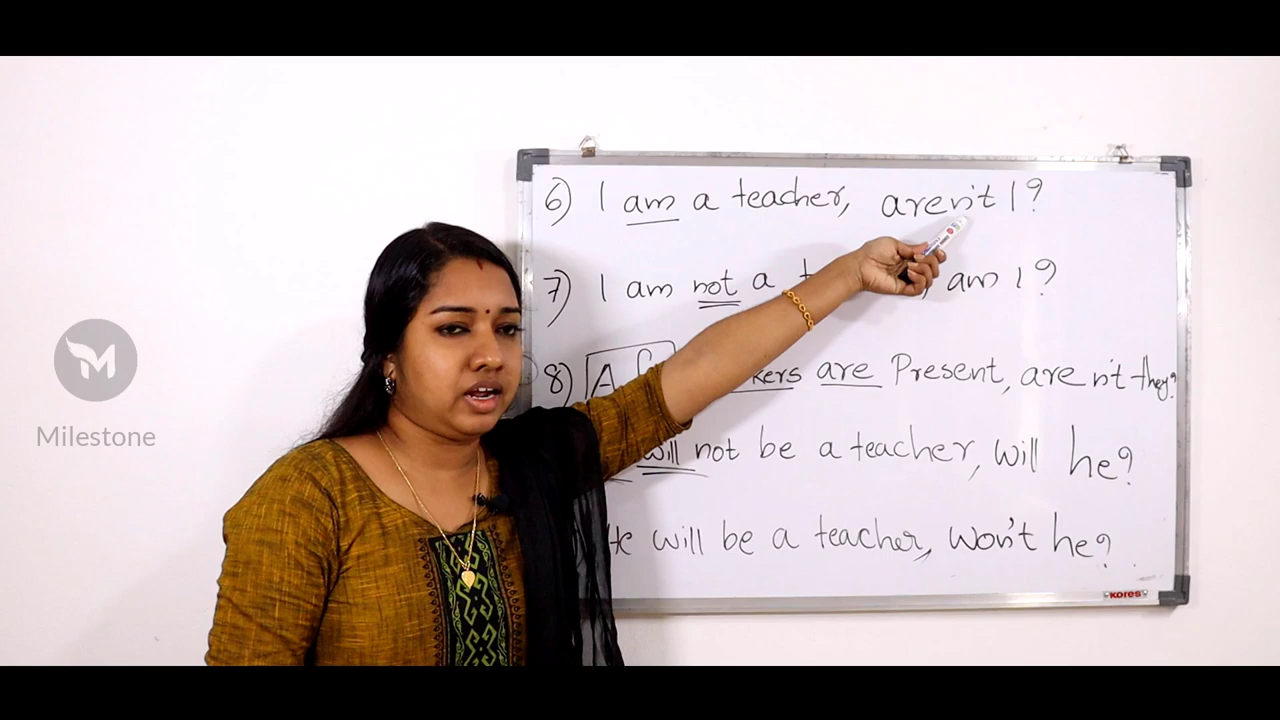 6) I am a teacher, aren't I?
7) I am not a am I?
8) A are Present, aren't they?
will not be a teacher, will he?
He will be a teacher, won't he?
KORES
Milestone